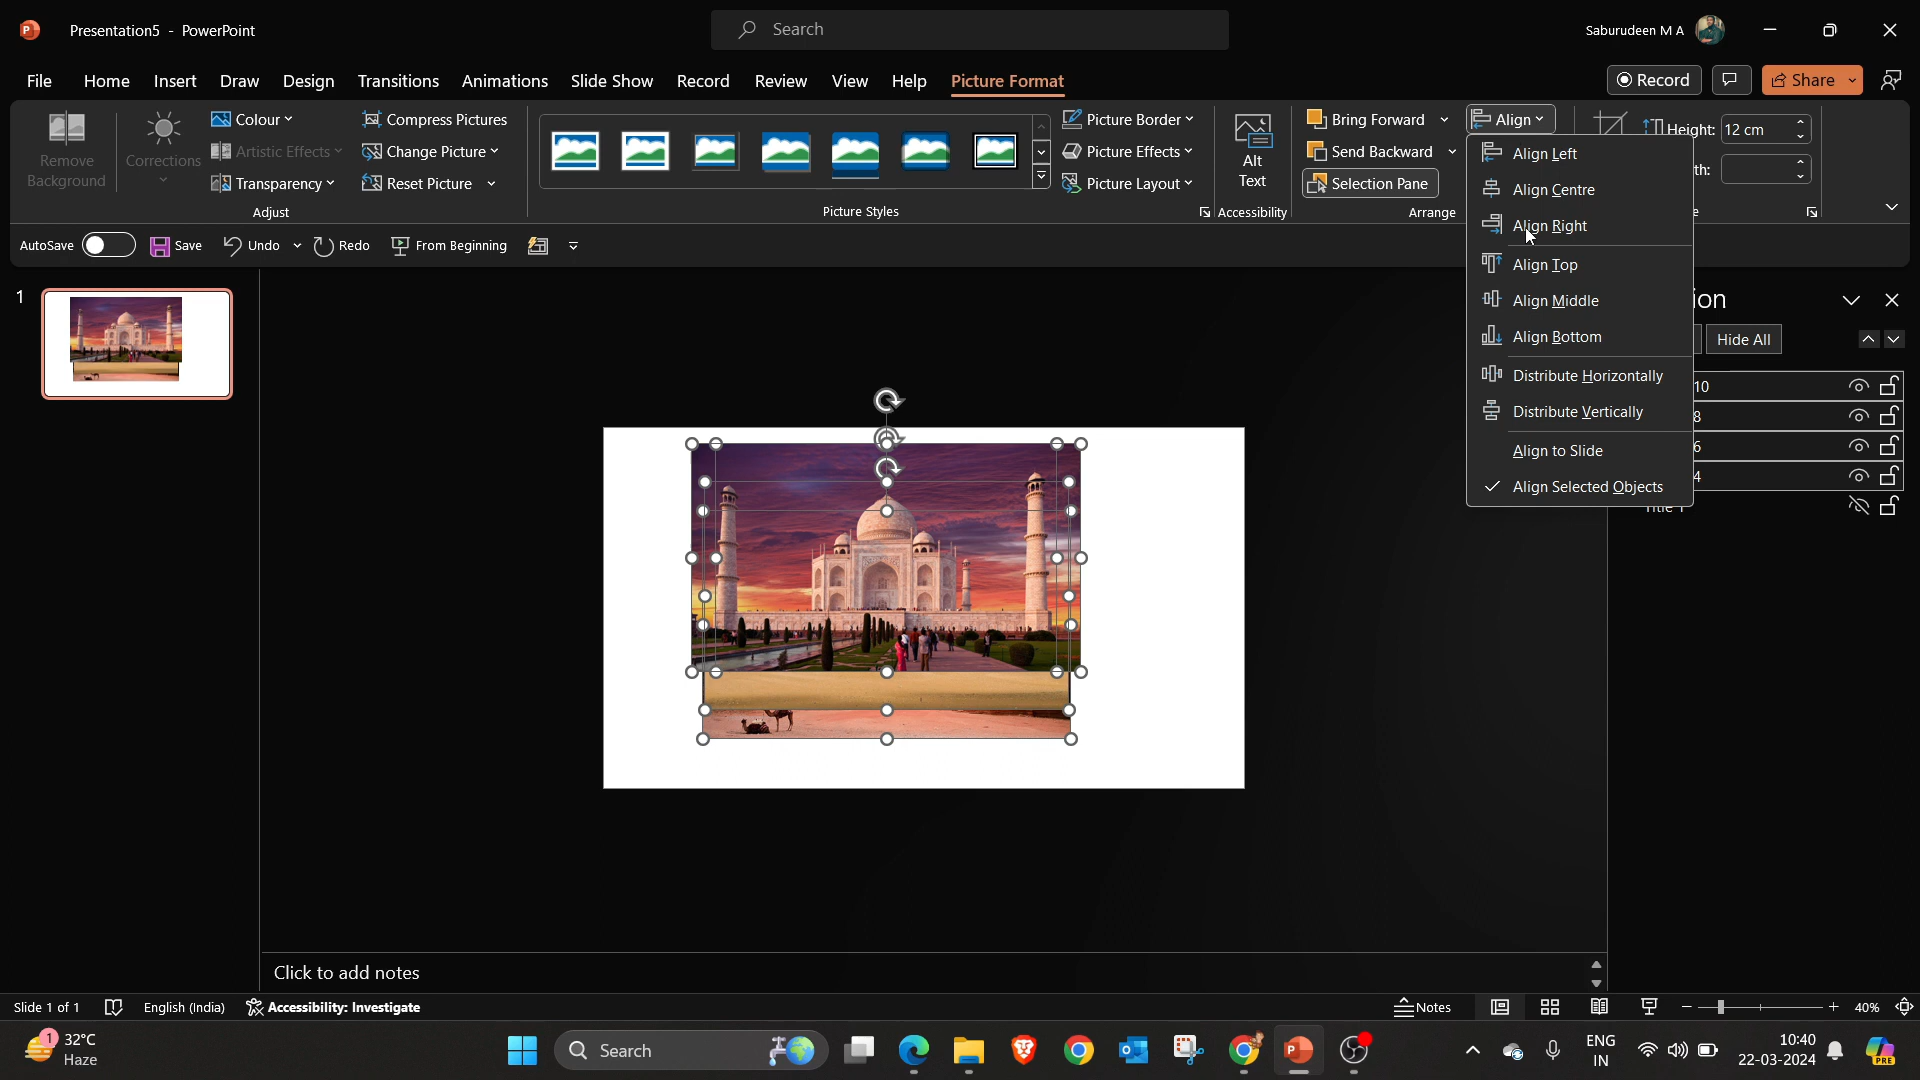 Presentation5 - PowerPoint
Search
Saburudeen M A
File Home Insert Draw Design Transitions Animations Slide Show Record Review View Help Picture Format
Record
Share
Remove Background
Corrections
Colour
Artistic Effects
Transparency
Compress Pictures
Change Picture
Reset Picture
Adjust
Picture Styles
Picture Border
Picture Effects
Picture Layout
Alt Text
Accessibility
Bring Forward
Send Backward
Selection Pane
Arrange
Align
Height: 12 cm
th:
e
Align Left
Align Centre
Align Right
Align Top
Align Middle
Align Bottom
Distribute Horizontally
Distribute Vertically
Align to Slide
Align Selected Objects
AutoSave
Save
Undo
Redo
From Beginning
ion
Hide All
10
8
6
4
1
Click to add notes
Slide 1 of 1
English (India)
Accessibility: Investigate
Notes
40%
1
32°C
Haze
Search
ENG
IN
10:40
22-03-2024
PRE